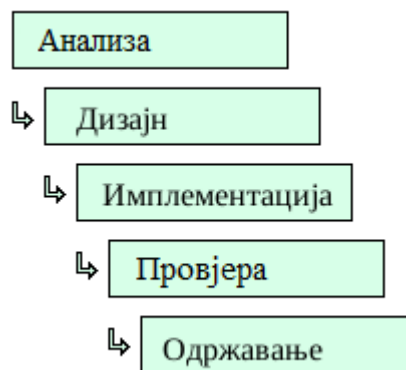 Анализа
Дизајн
Имплементација
Провјера
Одржавање